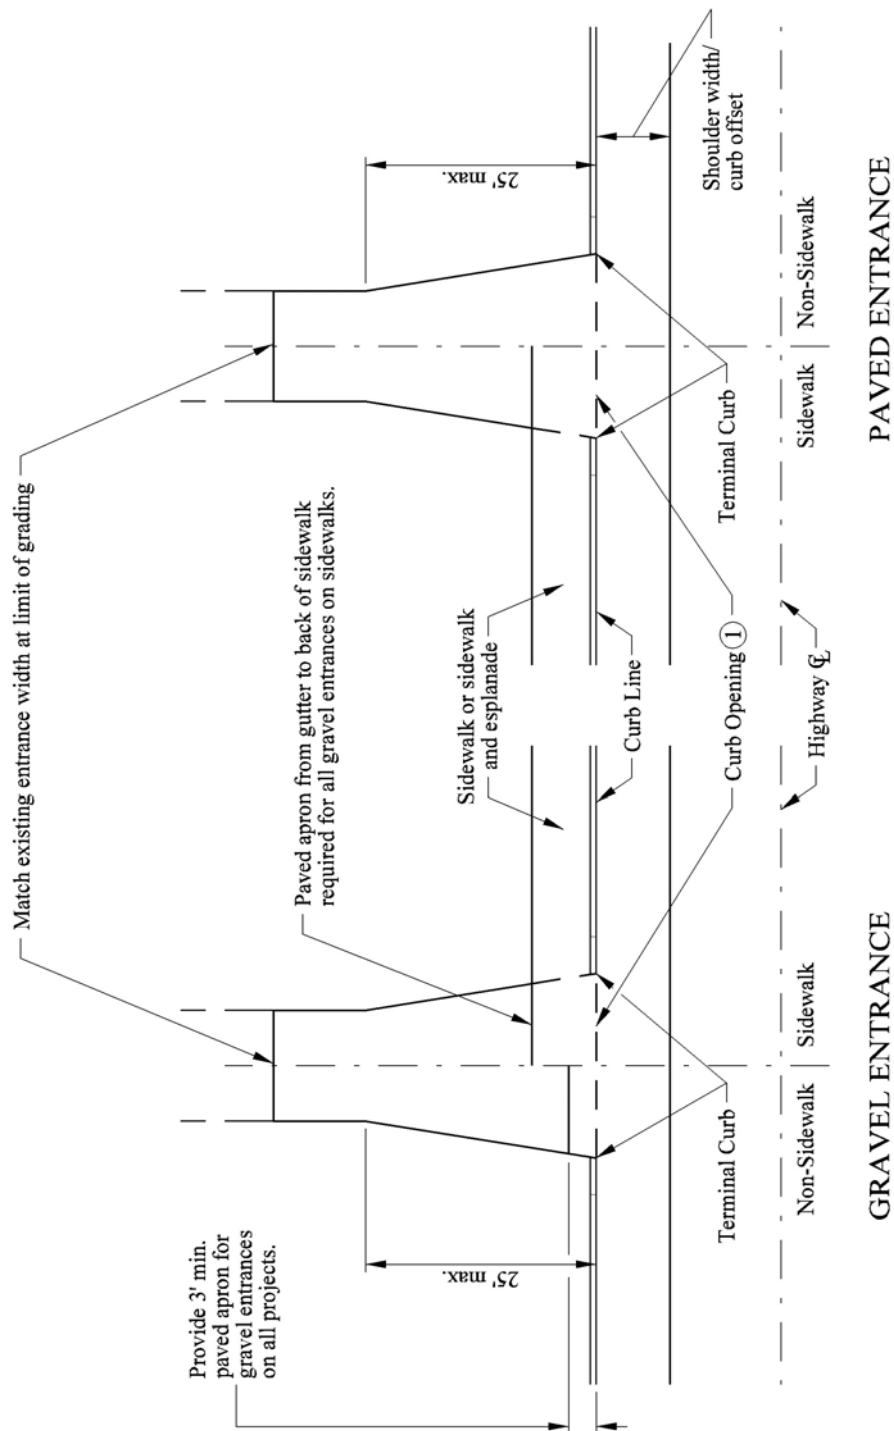 Match existing entrance width at limit of grading
Provide 3' min.
paved apron for
gravel entrances
on all projects.
Paved apron from gutter to back of sidewalk
required for all gravel entrances on sidewalks.
25' max.
25' max.
Sidewalk or sidewalk
and esplanade
Curb Line
Shoulder width/
curb offset
Terminal Curb
Curb Opening 1
Terminal Curb
Highway ℄
Non-Sidewalk
Sidewalk
Sidewalk
Non-Sidewalk
GRAVEL ENTRANCE
PAVED ENTRANCE